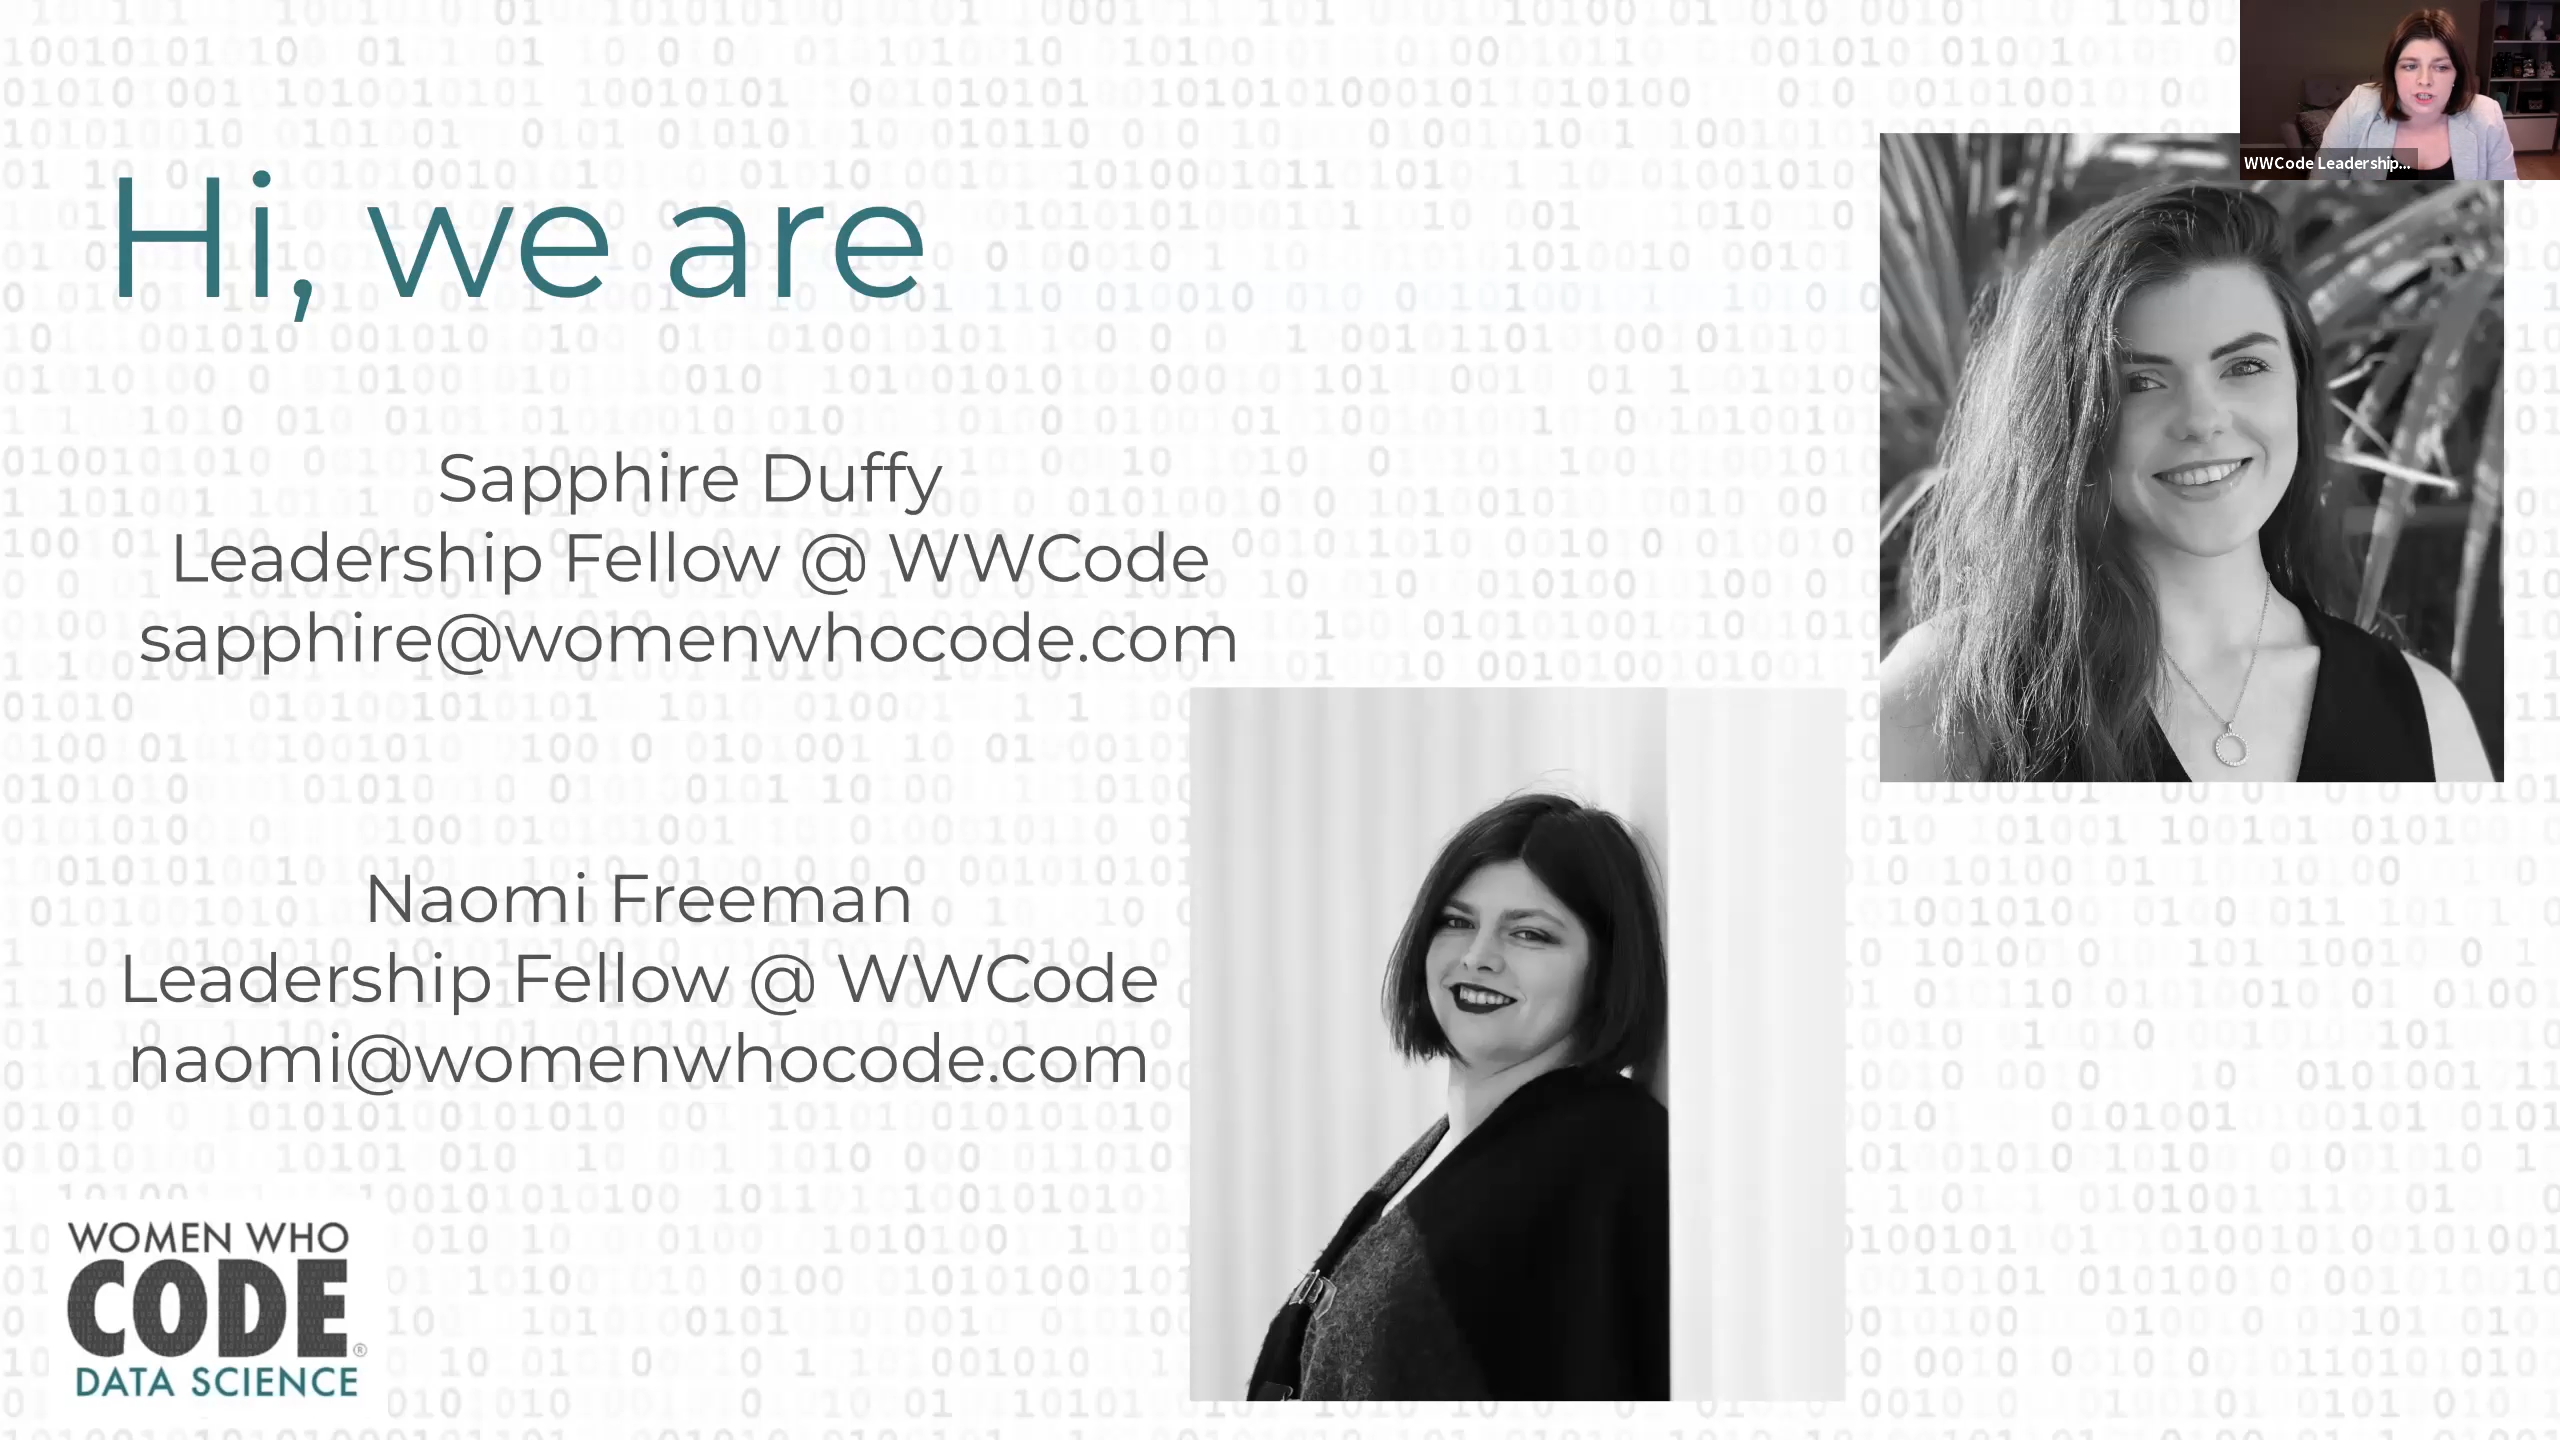 Hi, we are
Sapphire Duffy
Leadership Fellow @ WWCode
sapphire@womenwhocode.com
Naomi Freeman
Leadership Fellow @ WWCode
naomi@womenwhocode.com
WOMEN WHO
CODE®
DATA SCIENCE
WWCode Leadership...